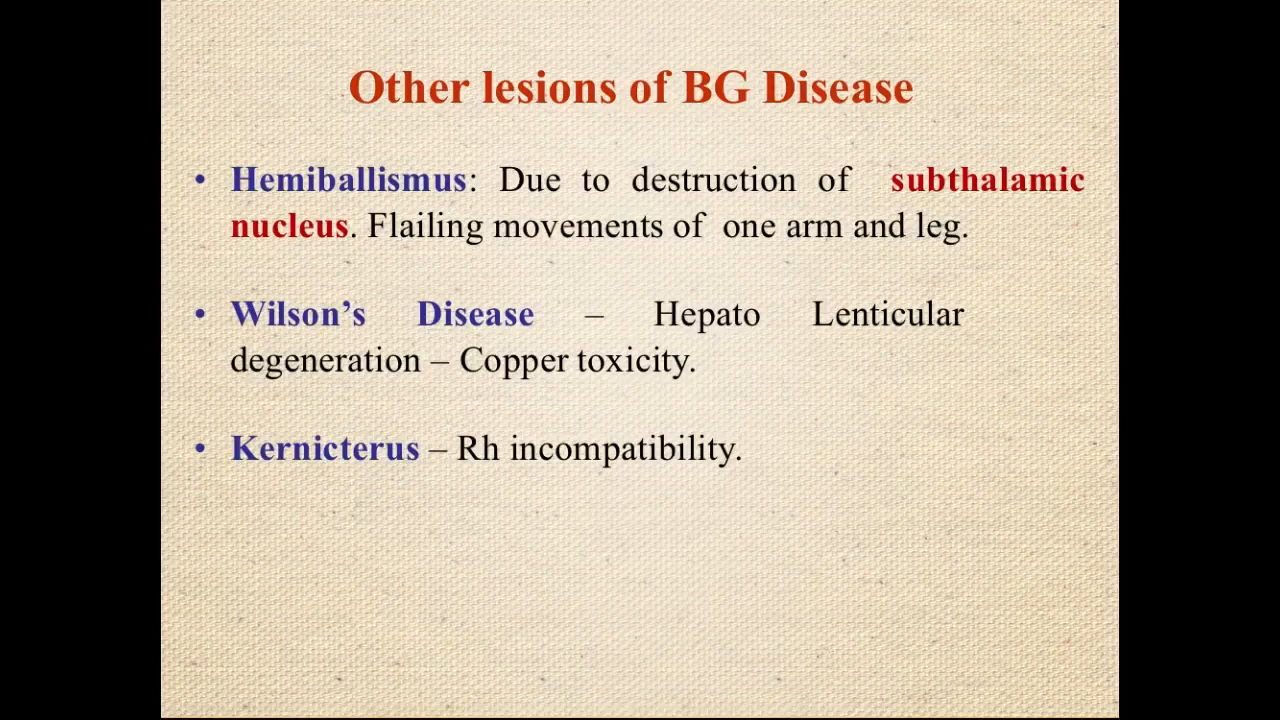 Other lesions of BG Disease
• Hemiballismus: Due to destruction of subthalamic
nucleus. Flailing movements of one arm and leg.
• Wilson’s Disease – Hepato Lenticular
degeneration – Copper toxicity.
• Kernicterus – Rh incompatibility.